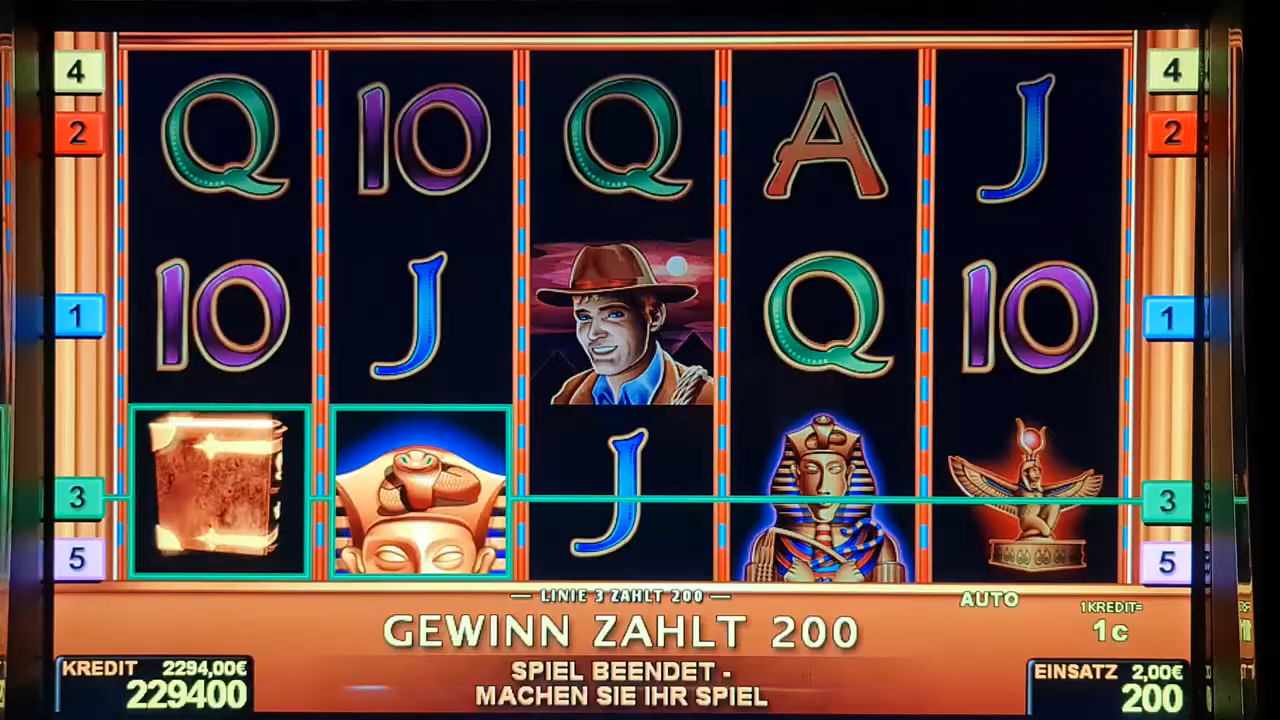 4 Q 10 Q A J 4
2 2
1 10 J Q 10 1
3 J 3
5 5
LINIE 3 ZAHLT 200
AUTO
1KREDIT=
1c
GEWINN ZAHLT 200
SPIEL BEENDET -
MACHEN SIE IHR SPIEL
KREDIT 2294,00€
229400
EINSATZ 2,00€
200